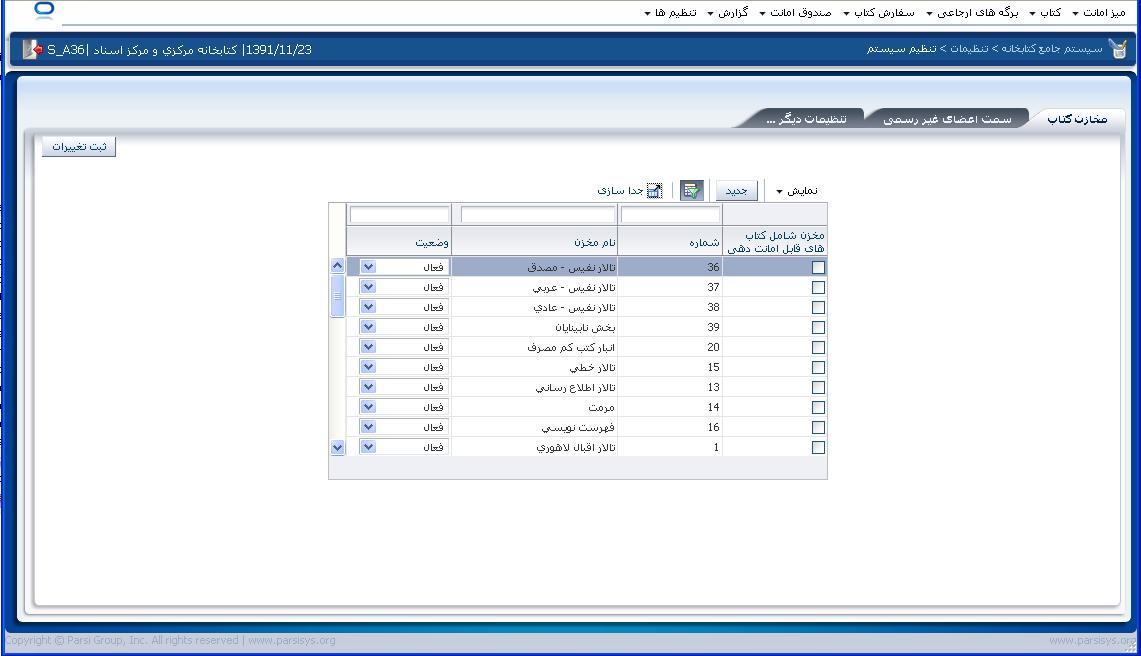 میز امانت کتاب برگه های ارجاعی سفارش کتاب صندوق امانت گزارش تنظیم ها
سیستم جامع کتابخانه > تنظیمات > تنظیم سیستم
1391/11/23| کتابخانه مرکزي و مرکز اسناد |S_A36
مخازن کتاب
سمت اعضای غیر رسمی
تنظیمات دیگر ...
ثبت تغییرات
نمایش جدید جدا سازی
مخزن شامل کتاب های قابل امانت دهی شماره نام مخزن وضعیت
36 تالار نفیس - مصدق فعال
37 تالار نفیس - عربي فعال
38 تالار نفیس - عادي فعال
39 بخش نابینایان فعال
20 انبار کتب کم مصرف فعال
15 تالار خطي فعال
13 تالار اطلاع رساني فعال
14 مرمت فعال
16 فهرست نویسي فعال
1 تالار اقبال لاهوري فعال
Copyright © Parsi Group, Inc. All rights reserved | www.parsisys.org
www.parsisys.org